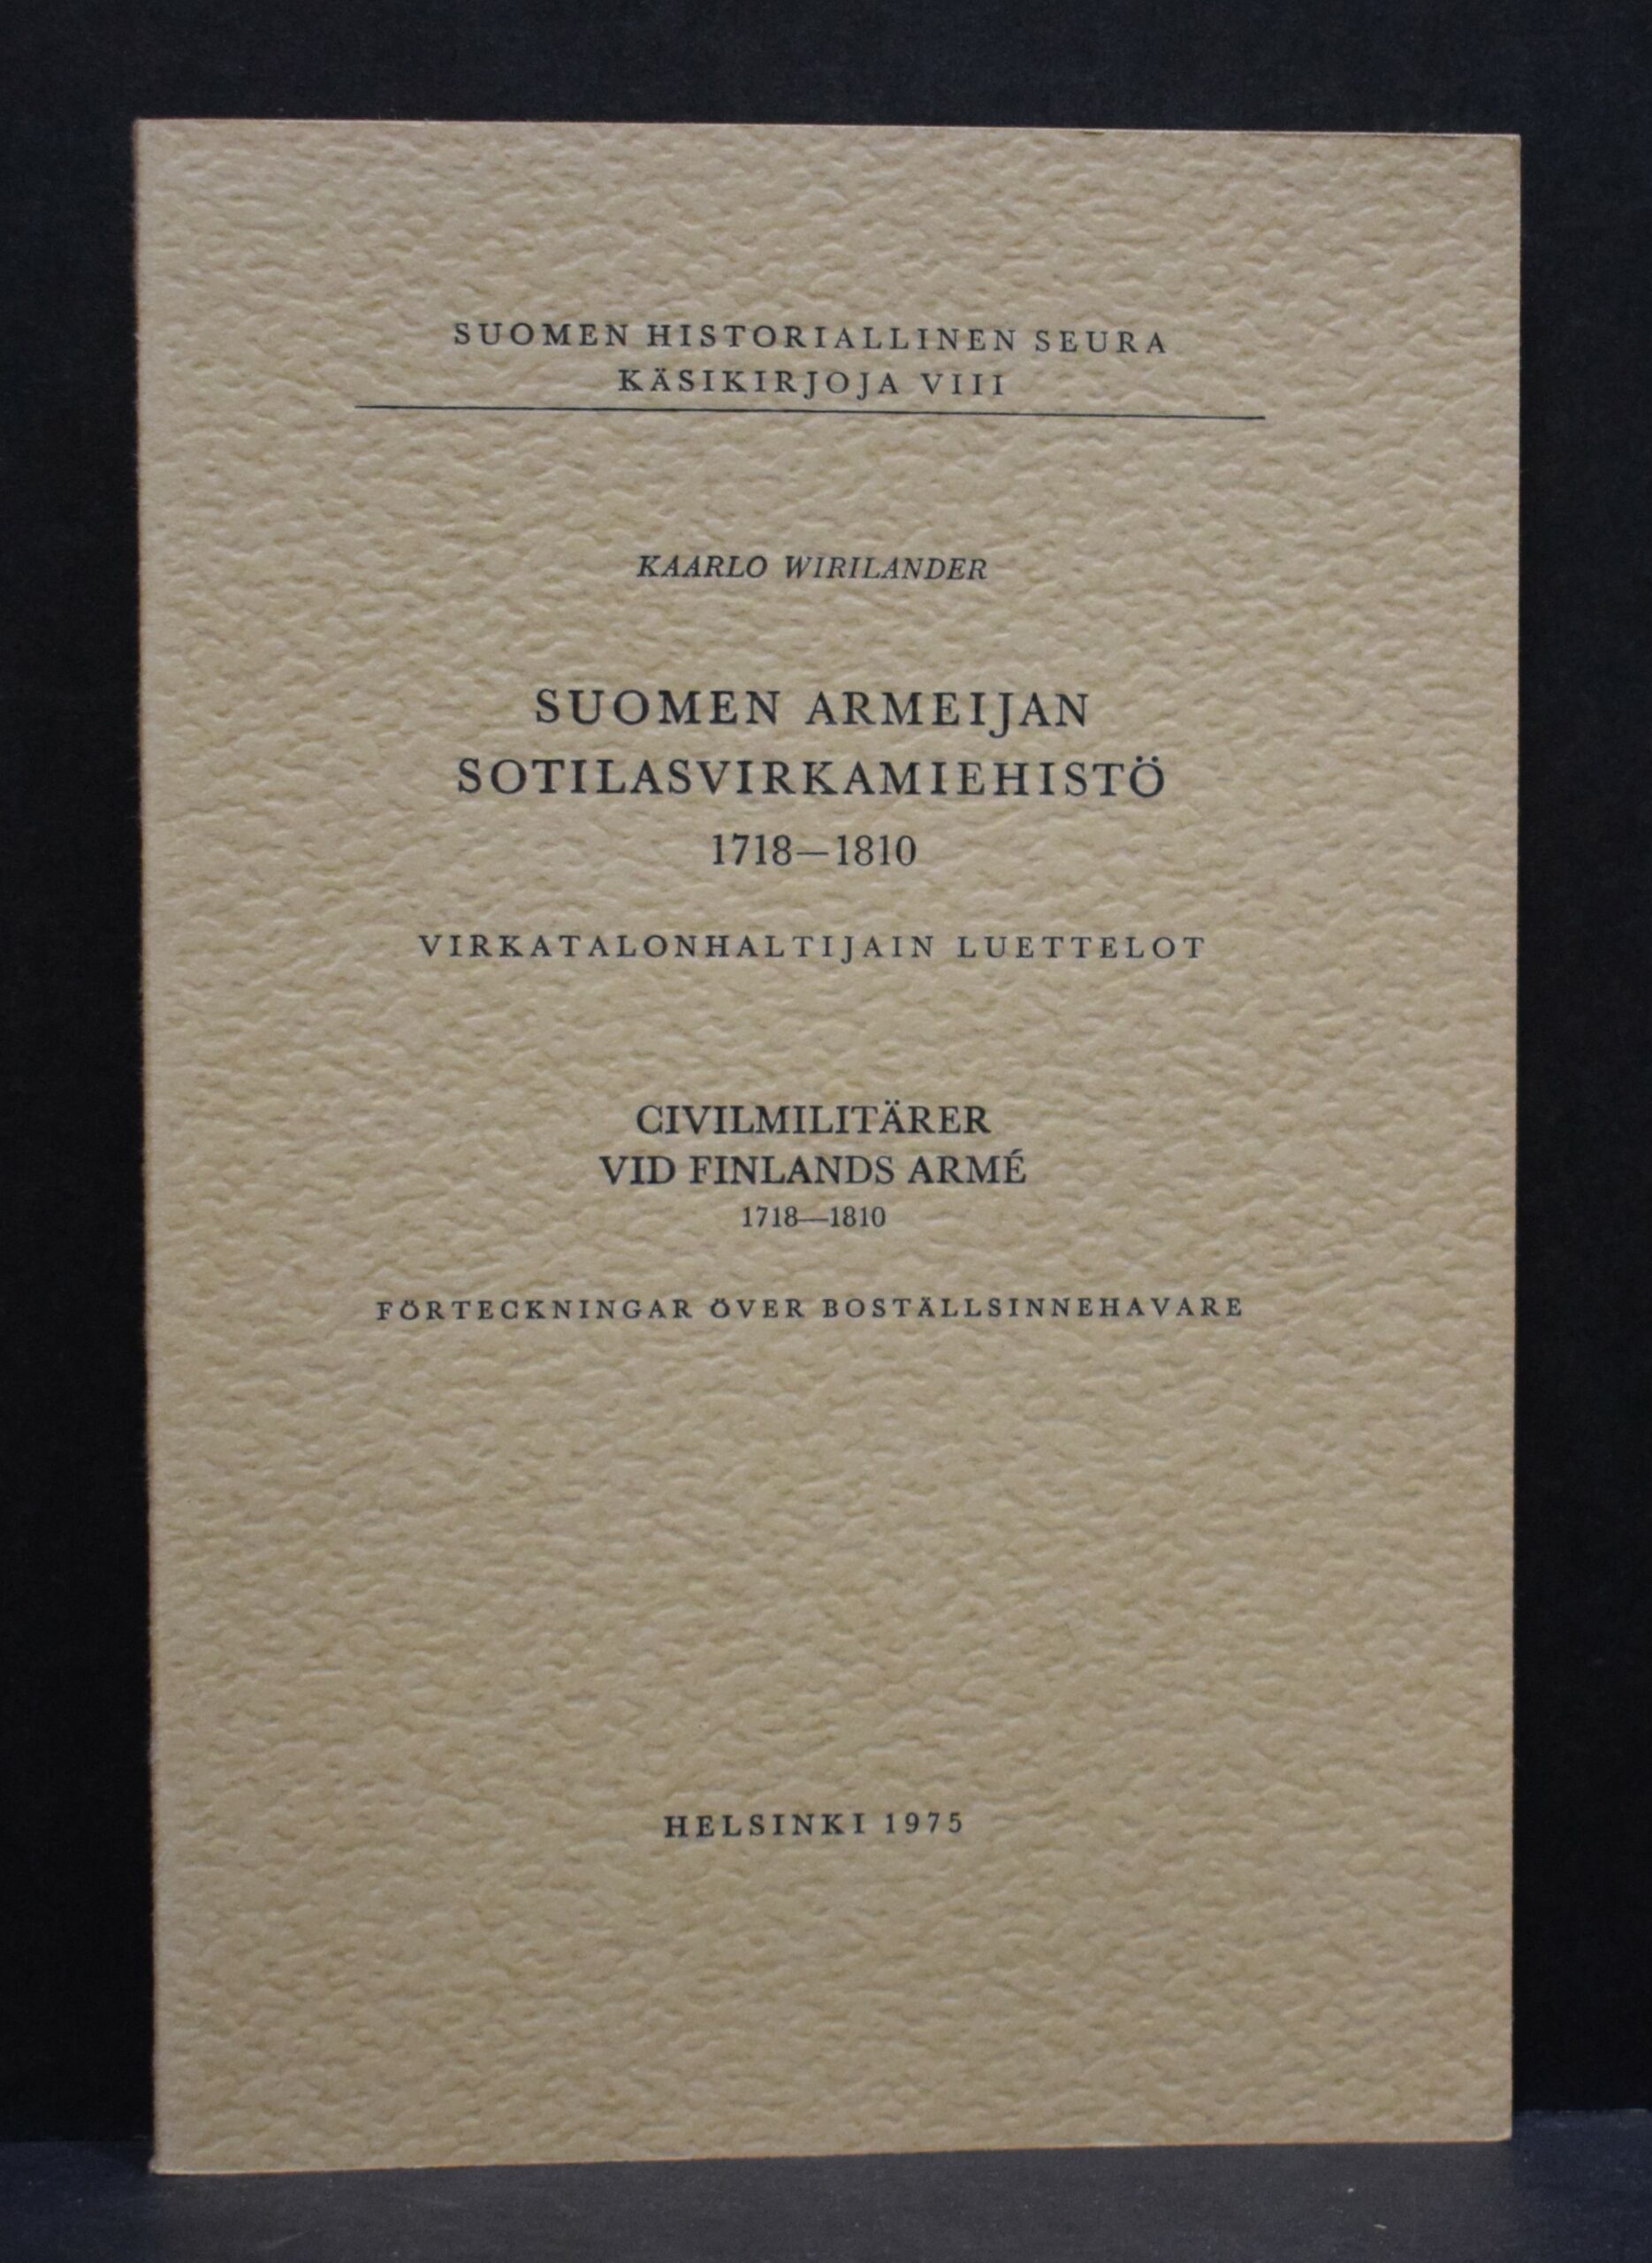 SUOMEN HISTORIALLINEN SEURA
KÄSIKIRJOJA VIII
KAARLO WIRILANDER
SUOMEN ARMEIJAN
SOTILASVIRKAMIEHISTÖ
1718—1810
VIRKATALONHALTIJAIN LUETTELOT
CIVILMILITÄRER
VID FINLANDS ARMÉ
1718—1810
FÖRTECKNINGAR ÖVER BOSTÄLLSINNEHAVARE
HELSINKI 1975